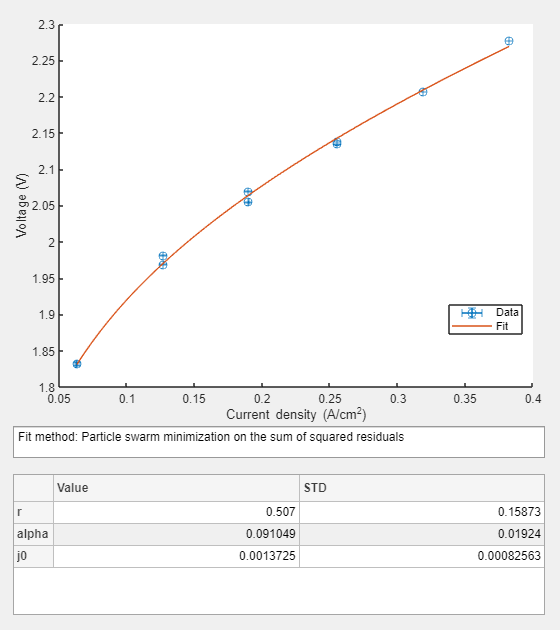 2.3
2.25
2.2
2.15
2.1
2.05
2
1.95
1.9
1.85
1.8
Voltage (V)
Data
Fit
0.05 0.1 0.15 0.2 0.25 0.3 0.35 0.4
Current density (A/cm²)
Fit method: Particle swarm minimization on the sum of squared residuals
Value STD
r 0.507 0.15873
alpha 0.091049 0.01924
j0 0.0013725 0.00082563